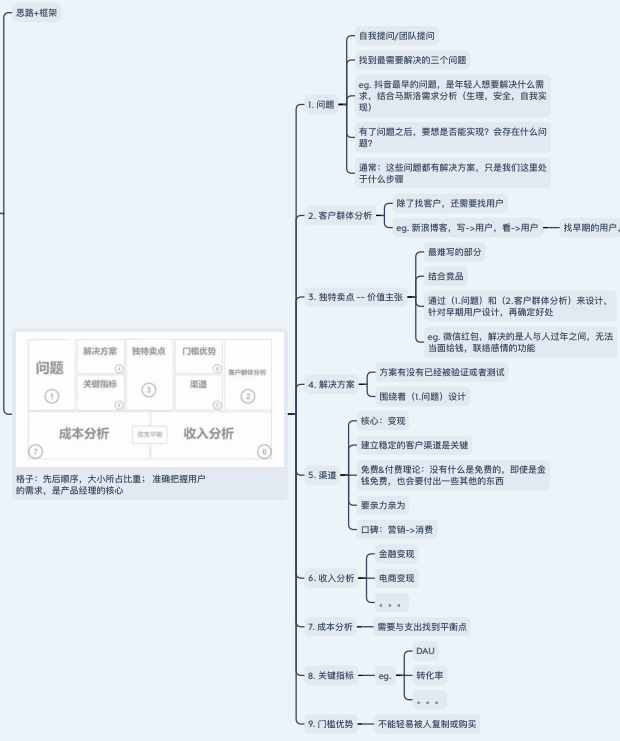 思路+框架
问题
1
解决方案
4
关键指标
8
独特卖点
3
门槛优势
9
渠道
5
客户群体分析
2
成本分析
7
收支平衡
收入分析
6
格子：先后顺序，大小所占比重； 准确把握用户
的需求，是产品经理的核心
1. 问题
自我提问/团队提问
找到最需要解决的三个问题
eg. 抖音最早的问题，是年轻人想要解决什么需
求，结合马斯洛需求分析（生理，安全，自我实
现）
有了问题之后，要想是否能实现？会存在什么问
题？
通常：这些问题都有解决方案，只是我们这里处
于什么步骤
2. 客户群体分析
除了找客户，还需要找用户
eg. 新浪博客，写->用户，看->用户
找早期的用户，
3. 独特卖点 -- 价值主张
最难写的部分
结合竞品
通过（1.问题）和（2.客户群体分析）来设计，
针对早期用户设计，再确定好处
eg. 微信红包，解决的是人与人过年之间，无法
当面给钱，联络感情的功能
4. 解决方案
方案有没有已经被验证或者测试
围绕着（1.问题）设计
5. 渠道
核心：变现
建立稳定的客户渠道是关键
免费&付费理论：没有什么是免费的，即使是金
钱免费，也会要付出一些其他的东西
要亲力亲为
口碑：营销->消费
6. 收入分析
金融变现
电商变现
。。。
7. 成本分析
需要与支出找到平衡点
8. 关键指标
eg.
DAU
转化率
。。。
9. 门槛优势
不能轻易被人复制或购买